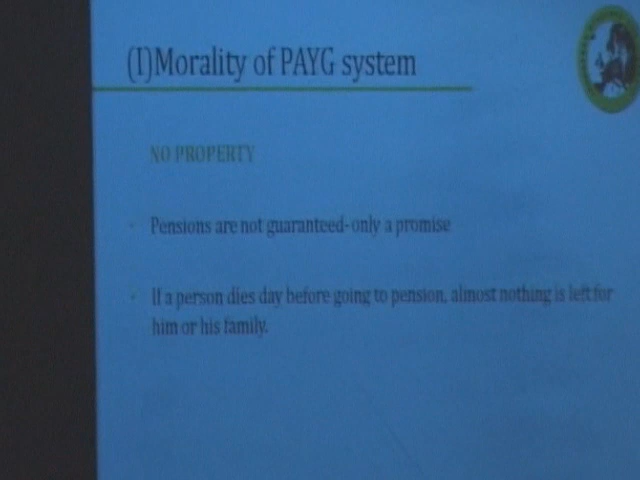 (I)Morality of PAYG system
NO PROPERTY
Pensions are not guaranteed- only a promise
If a person dies day before going to pension, almost nothing is left for
him or his family.